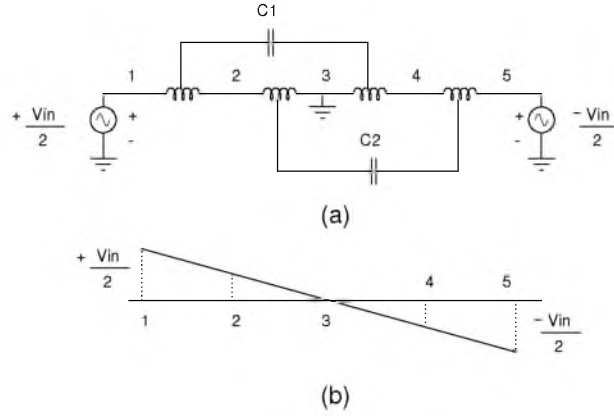 C1
1 2 3 4 5
+ Vin + + − Vin
2 - - 2
C2
(a)
+ Vin 4 5
2
1 2 3 − Vin
2
(b)